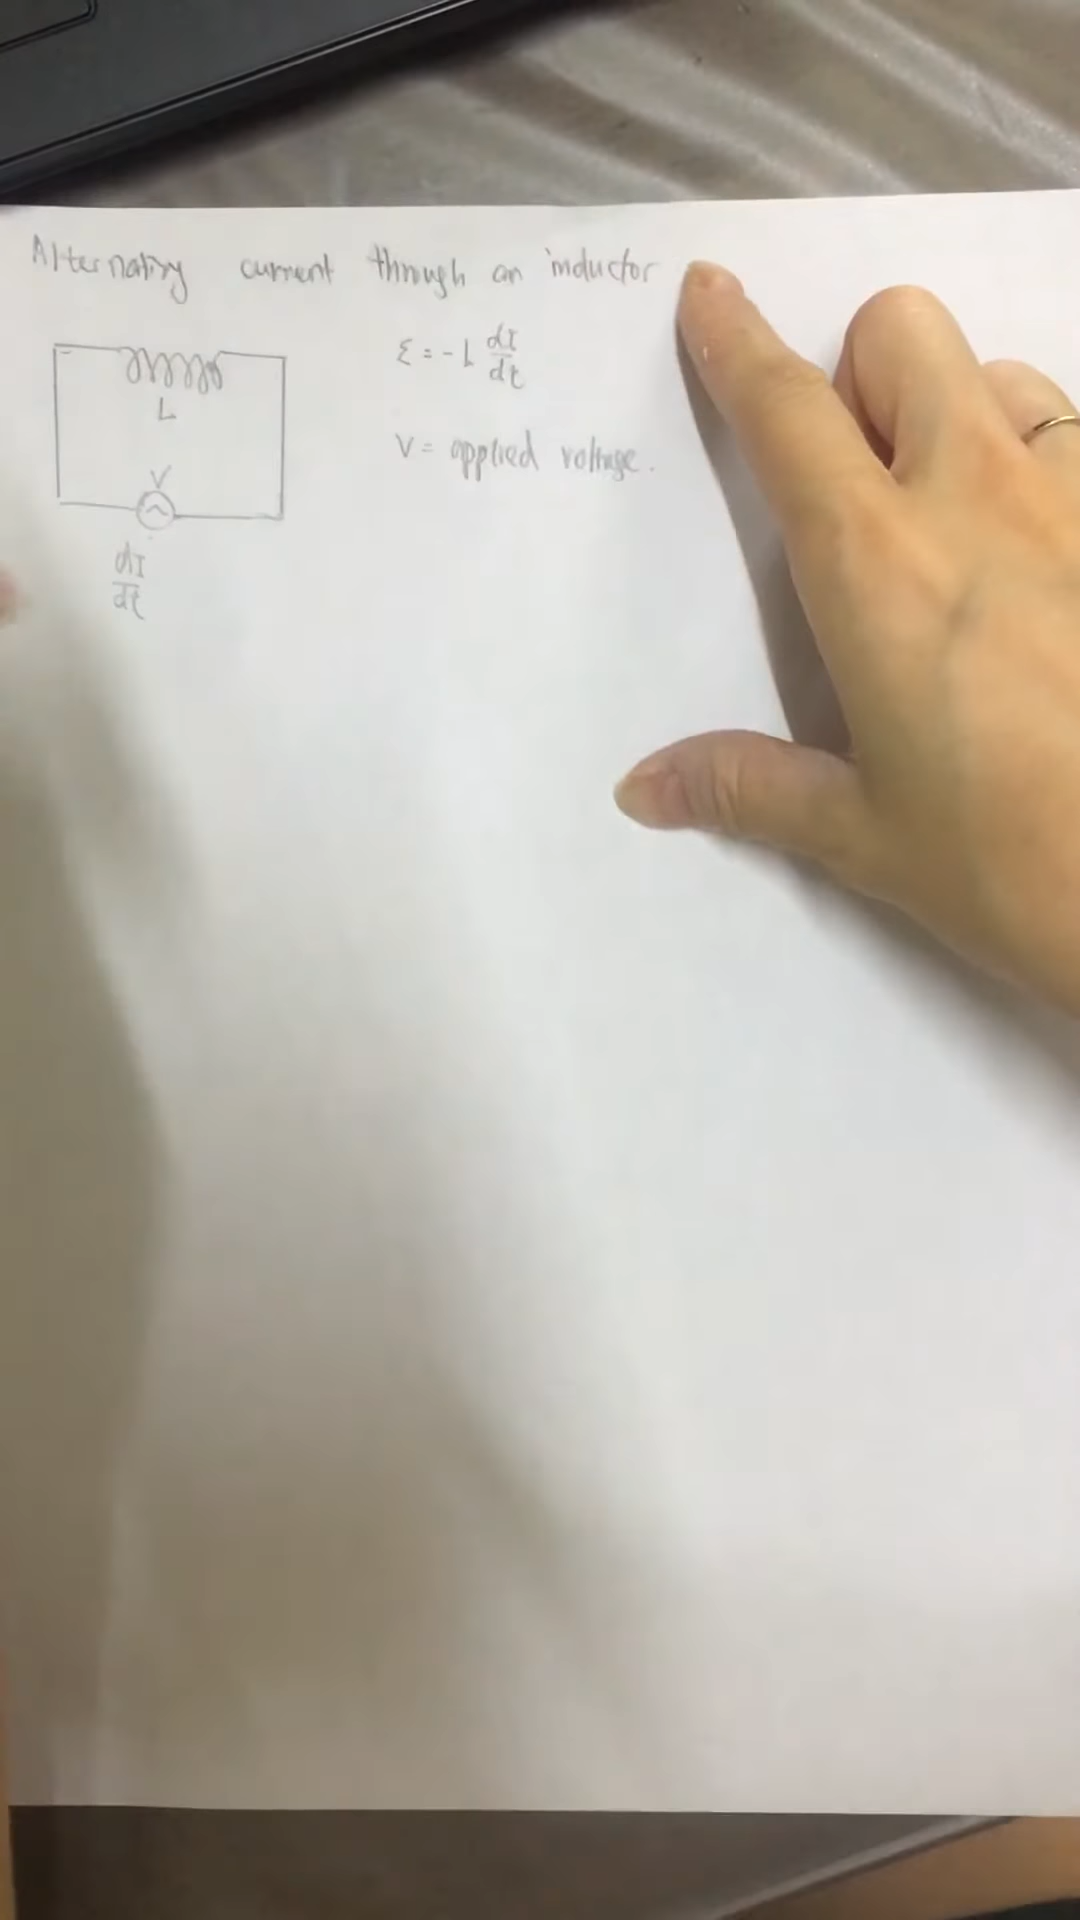 Alternating current through an inductor
ε = - L dI/dt
L
V = applied voltage.
V
dI/dt